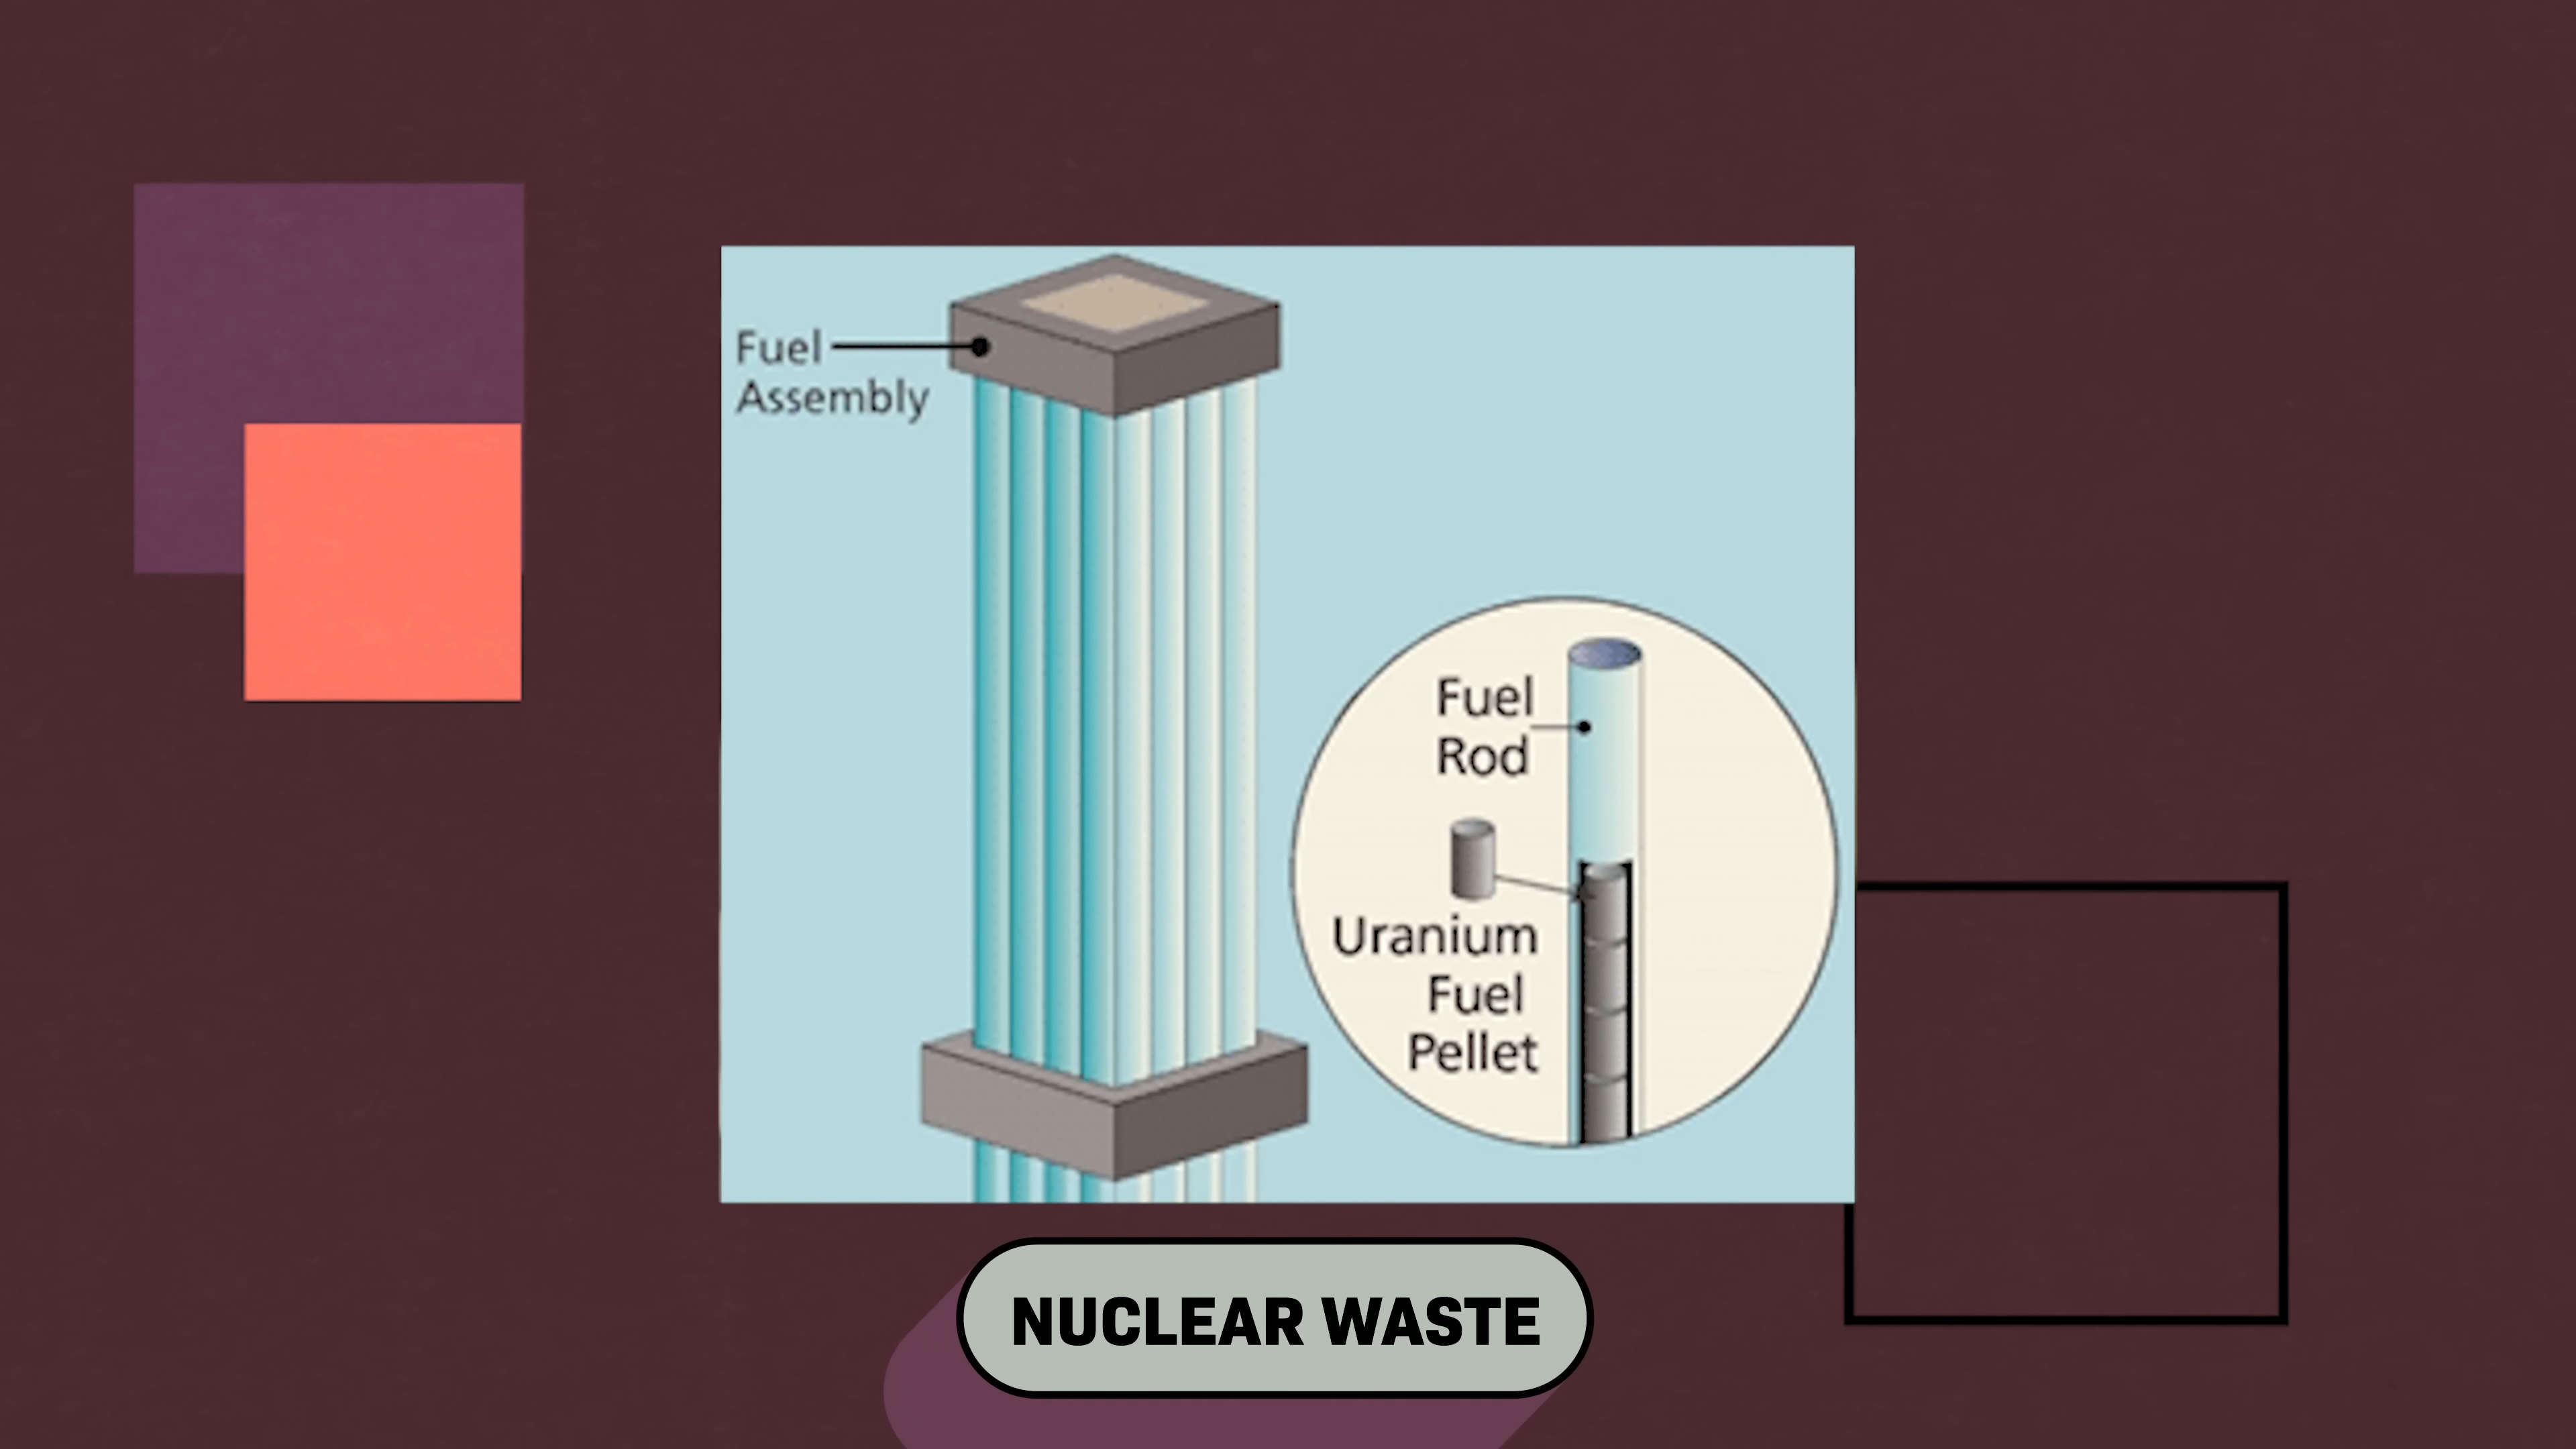 Fuel
Assembly
Fuel
Rod
Uranium
Fuel
Pellet
NUCLEAR WASTE